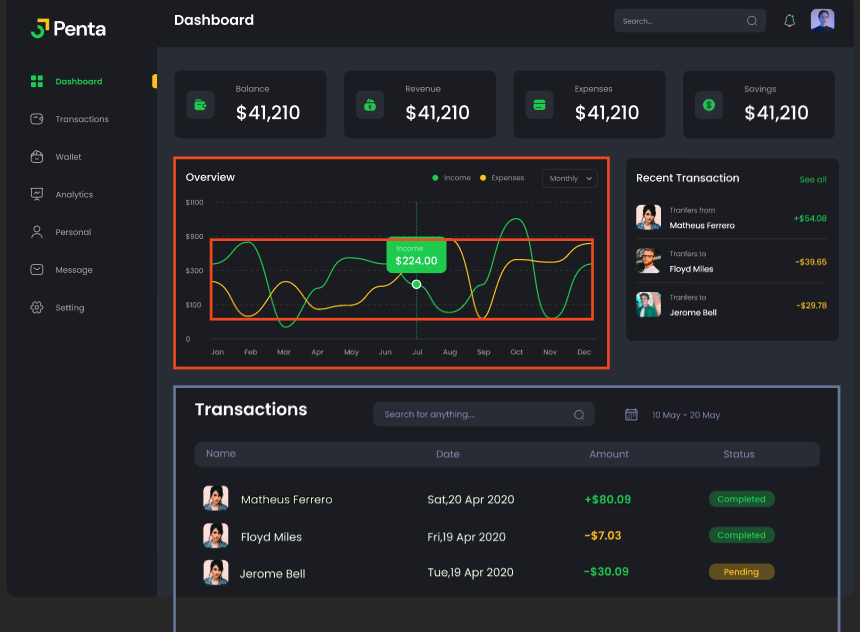 Penta
Dashboard
Search..
Dashboard
Transactions
Wallet
Analytics
Personal
Message
Setting
Balance
$41,210
Revenue
$41,210
Expenses
$41,210
Savings
$41,210
Overview
Income
Expenses
Monthly
$1100
$900
$300
$100
0
Income
$224.00
Jan Feb Mar Apr May Jun Jul Aug Sep Oct Nov Dec
Recent Transaction
See all
Tranfers from
Matheus Ferrero
+$54.08
Tranfers to
Floyd Miles
-$39.65
Tranfers to
Jerome Bell
-$29.78
Transactions
Search for anything...
10 May - 20 May
Name Date Amount Status
Matheus Ferrero Sat,20 Apr 2020 +$80.09 Completed
Floyd Miles Fri,19 Apr 2020 -$7.03 Completed
Jerome Bell Tue,19 Apr 2020 -$30.09 Pending